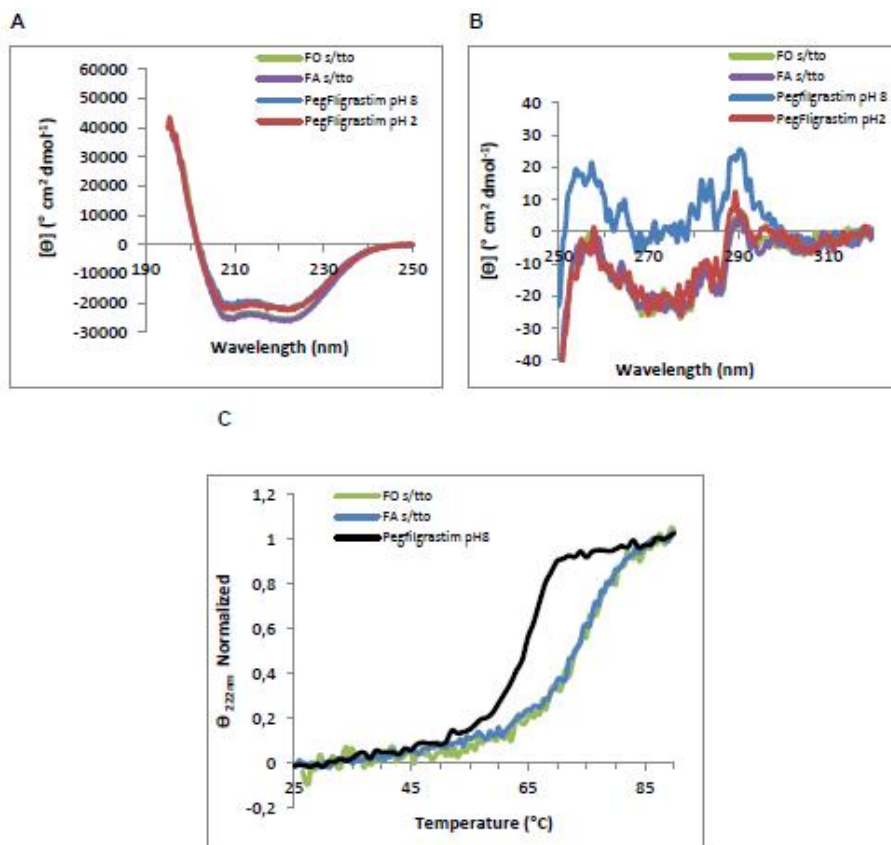 A
FO s/tto
FA s/tto
PegFiligrastim pH 8
PegFiligrastim pH 2
60000
50000
40000
30000
20000
10000
0
-10000
-20000
-30000
190
210
230
250
[Θ] (° cm² dmol⁻¹)
Wavelength (nm)
B
FO s/tto
FA s/tto
Pegfilgrastim pH 8
PegFligrastim pH2
40
30
20
10
0
-10
-20
-30
-40
250
270
290
310
[Θ] (° cm² dmol⁻¹)
Wavelength (nm)
C
FO s/tto
FA s/tto
Pegfilgrastim pH8
1,2
1
0,8
0,6
0,4
0,2
0
-0,2
25
45
65
85
Θ 222nm Normalized
Temperature (°C)